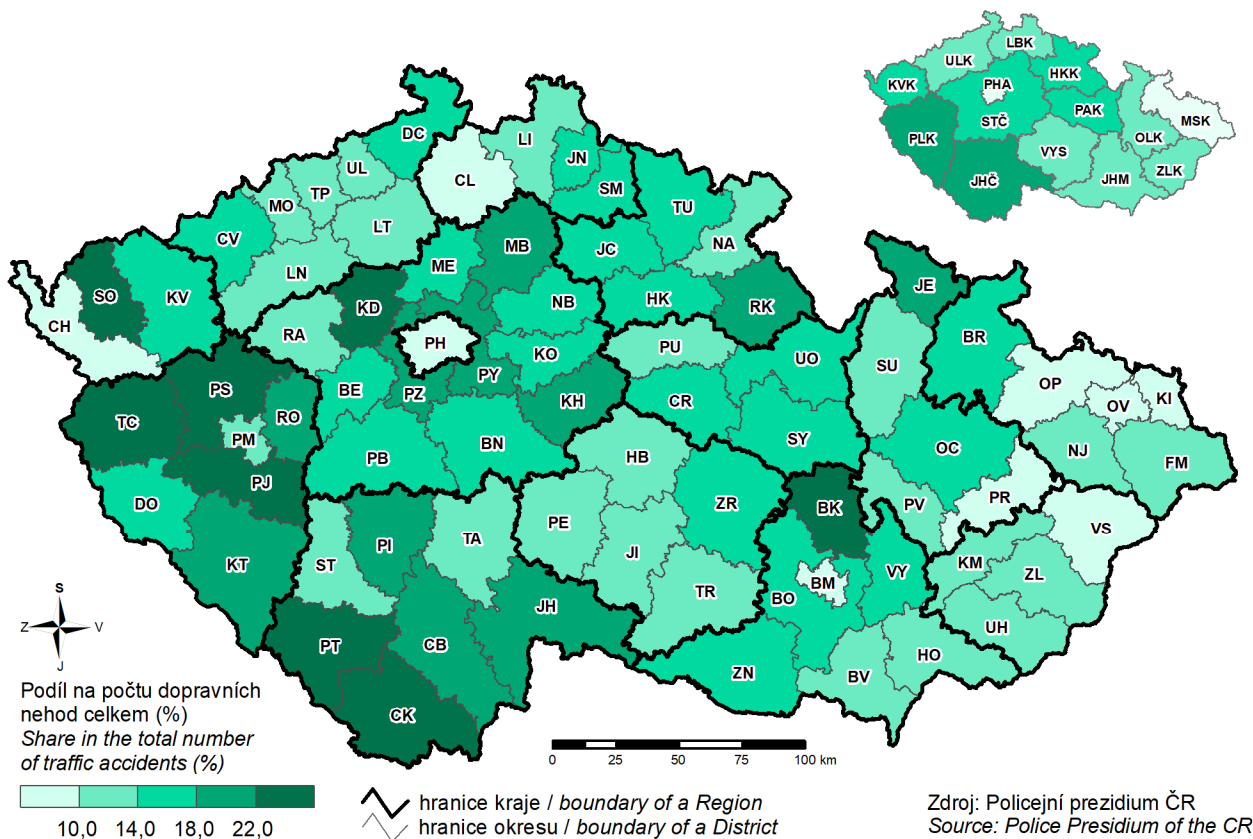 LBK
ULK
HKK
KVK
PHA
PAK
STČ
MSK
PLK
OLK
VYS
ZLK
JHČ
JHM
DC
LI
JN
UL
CL
SM
TP
MO
TU
LT
CV
NA
MB
JC
ME
LN
SO
KV
NB
HK
RK
JE
KD
CH
RA
PH
BR
PU
KO
UO
SU
OP
PS
BE
PZ
PY
KH
CR
KI
OV
TC
RO
PM
BN
SY
OC
PB
HB
NJ
FM
PJ
DO
ZR
BK
PV
PR
VS
PE
PI
TA
JI
ST
KT
KM
ZL
BM
VY
TR
BO
JH
UH
PT
CB
HO
ZN
BV
CK
S
Z V
J
Podíl na počtu dopravních
nehod celkem (%)
Share in the total number
of traffic accidents (%)
10,0 14,0 18,0 22,0
0 25 50 75 100 km
hranice kraje / boundary of a Region
hranice okresu / boundary of a District
Zdroj: Policejní prezidium ČR
Source: Police Presidium of the CR